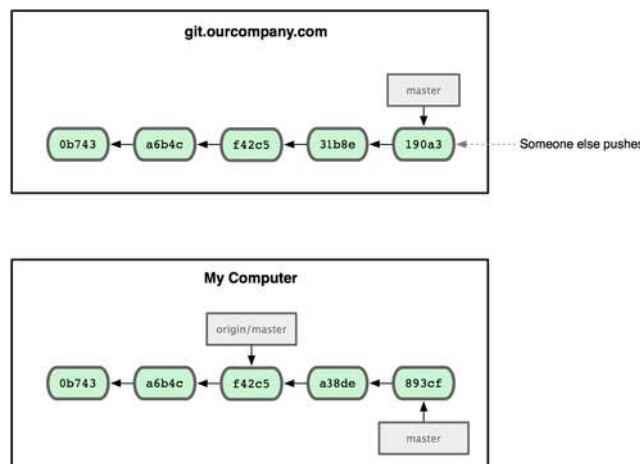 git.ourcompany.com
master
0b743 a6b4c f42c5 31b8e 190a3 Someone else pushes
My Computer
origin/master
0b743 a6b4c f42c5 a38de 893cf
master